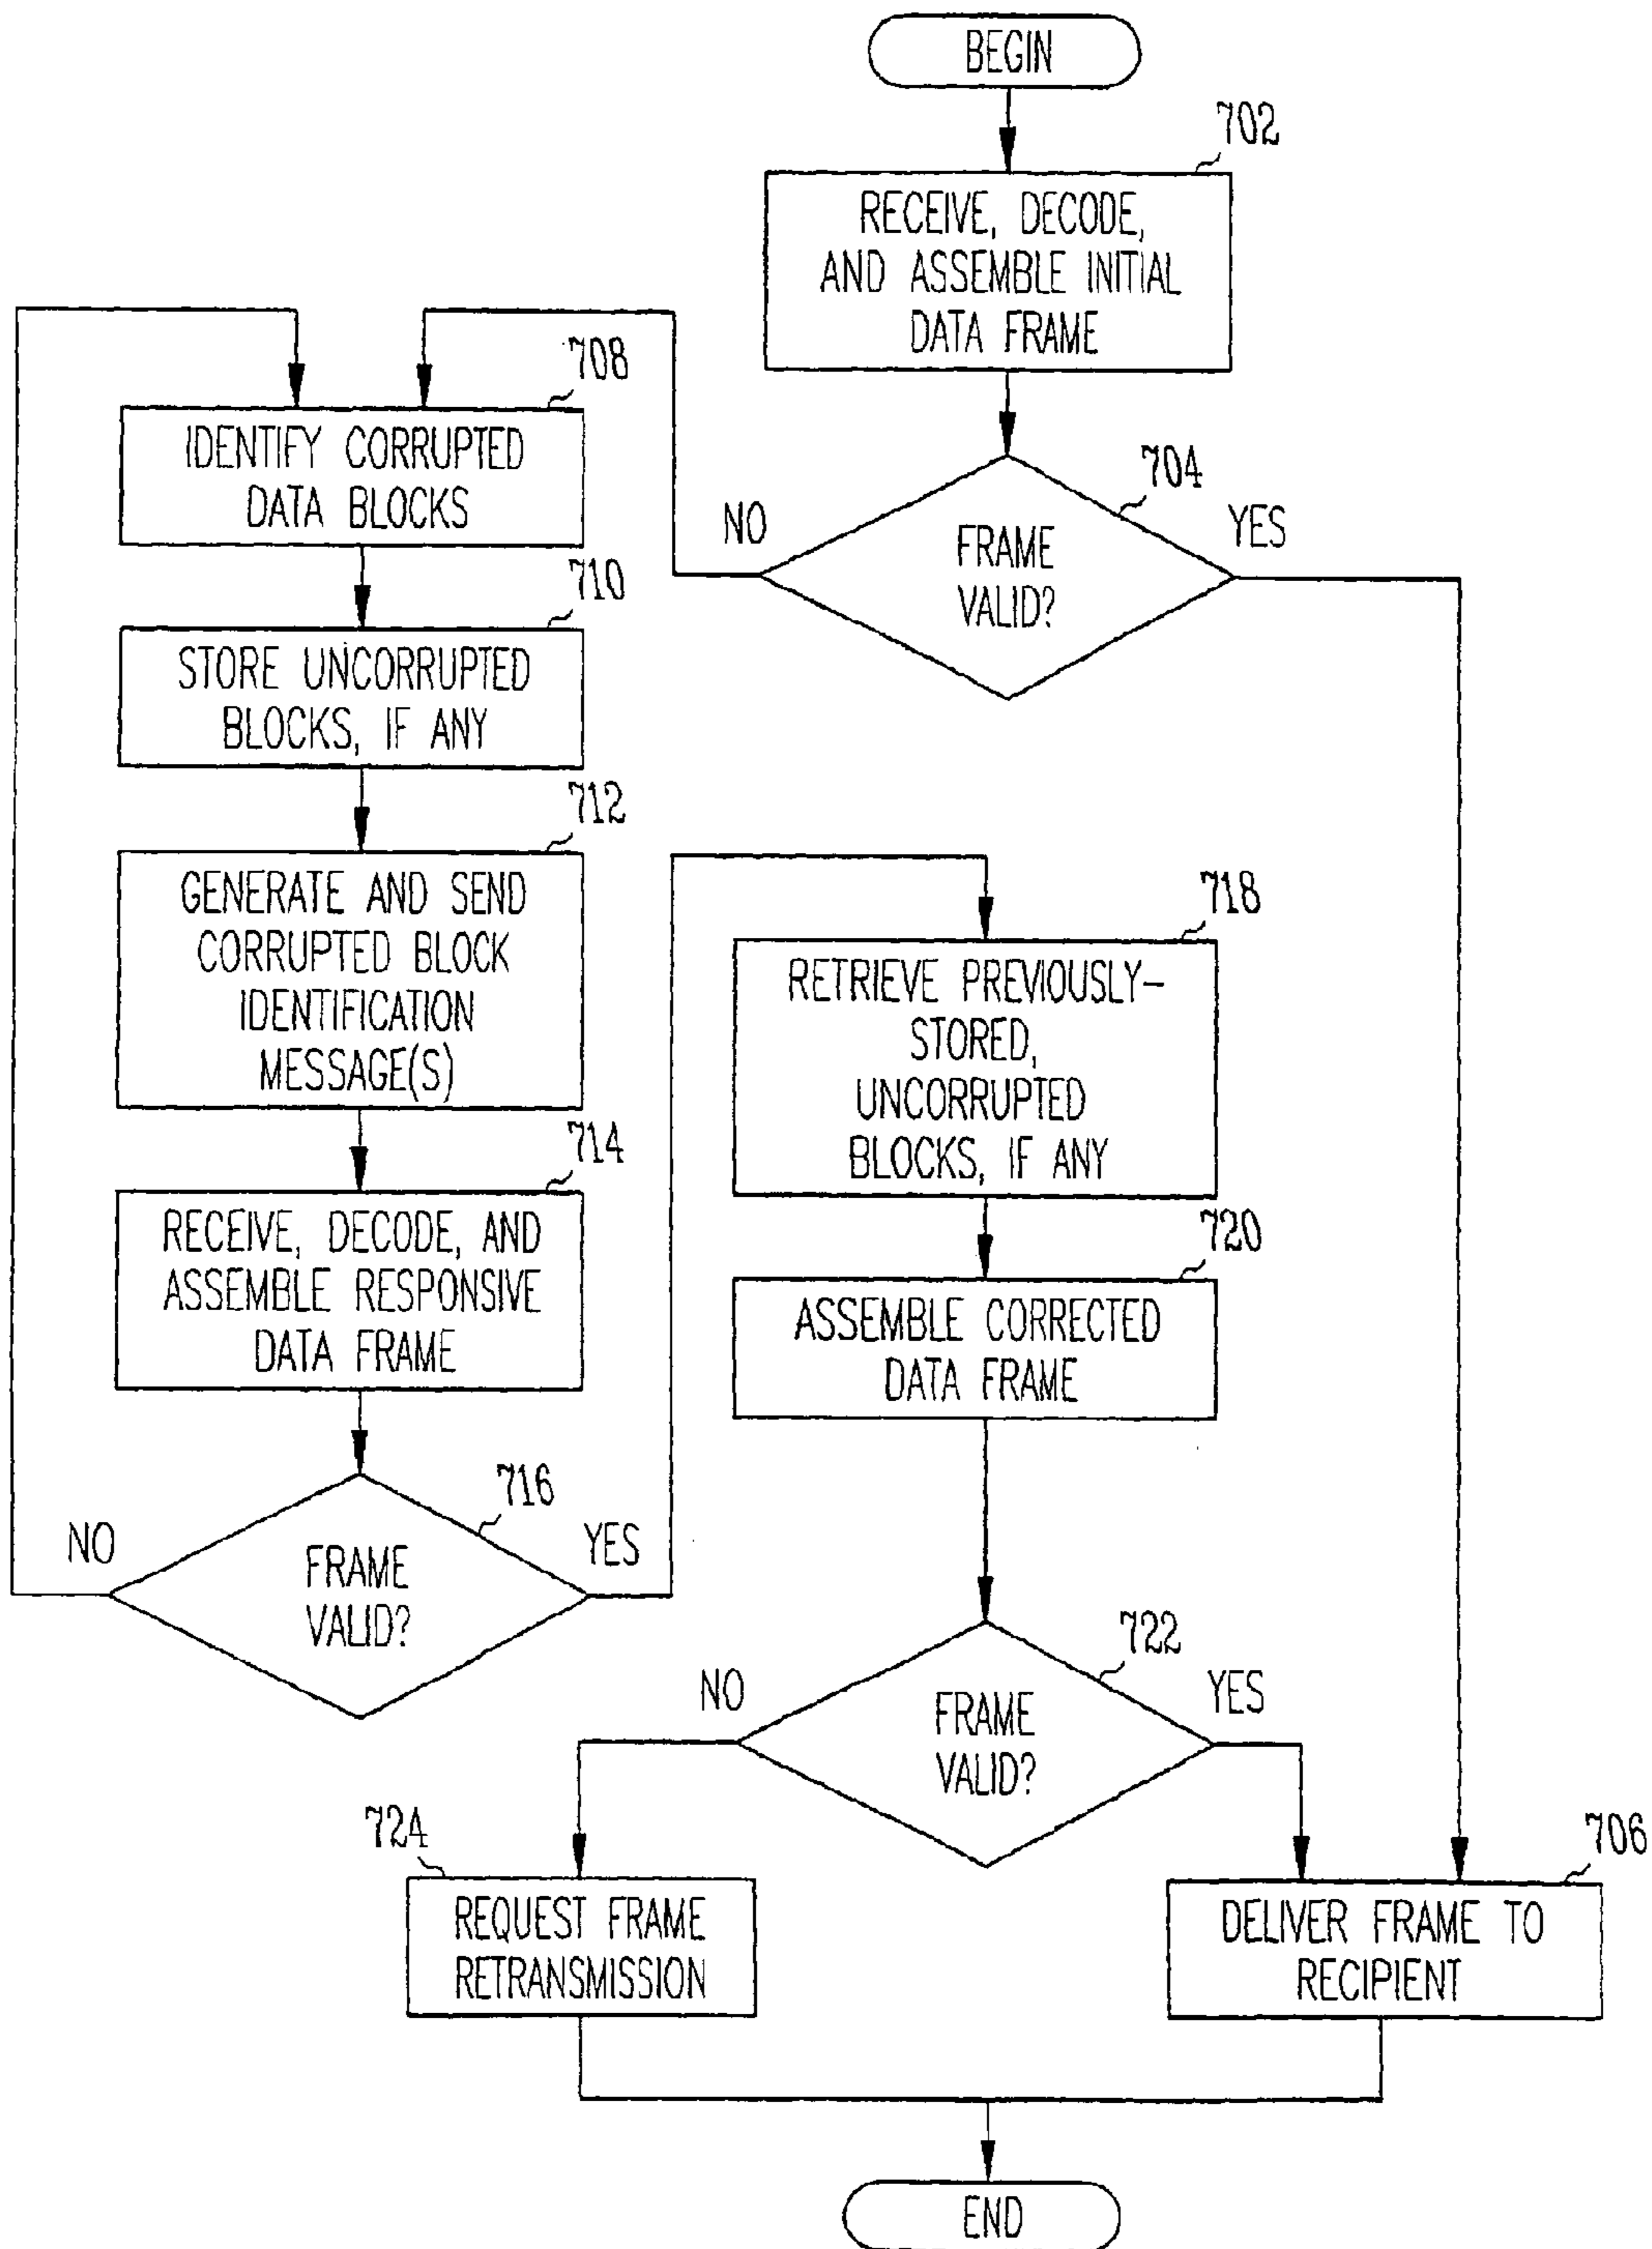 BEGIN
702
RECEIVE, DECODE,
AND ASSEMBLE INITIAL
DATA FRAME
704
FRAME
VALID?
NO
YES
708
IDENTIFY CORRUPTED
DATA BLOCKS
710
STORE UNCORRUPTED
BLOCKS, IF ANY
712
GENERATE AND SEND
CORRUPTED BLOCK
IDENTIFICATION
MESSAGE(S)
714
RECEIVE, DECODE, AND
ASSEMBLE RESPONSIVE
DATA FRAME
716
FRAME
VALID?
NO
YES
718
RETRIEVE PREVIOUSLY-
STORED,
UNCORRUPTED
BLOCKS, IF ANY
720
ASSEMBLE CORRECTED
DATA FRAME
722
FRAME
VALID?
NO
YES
724
REQUEST FRAME
RETRANSMISSION
706
DELIVER FRAME TO
RECIPIENT
END